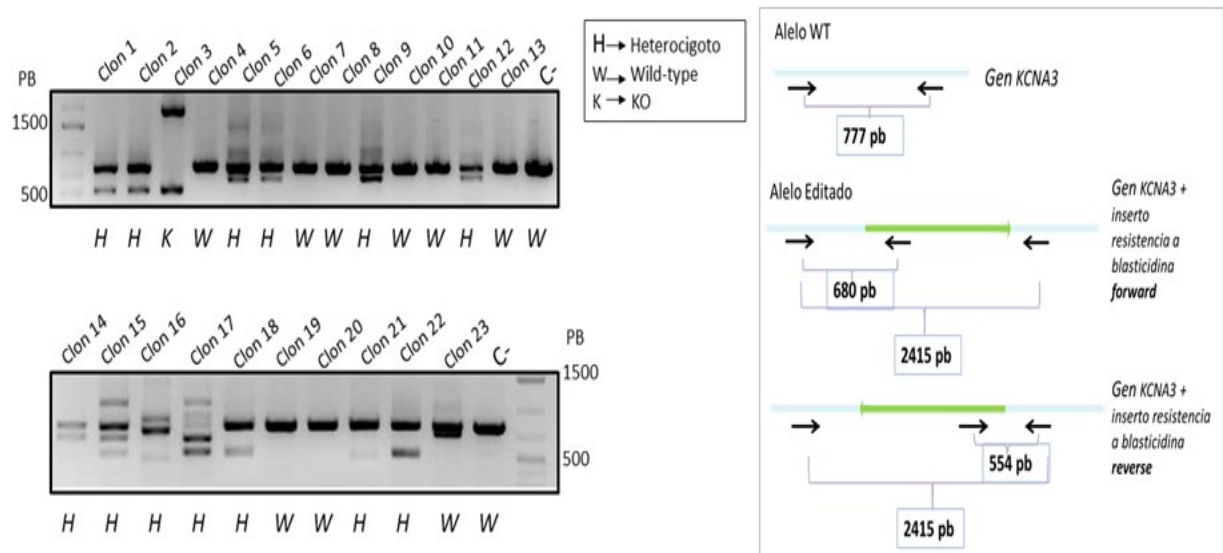 PB
Clon 1
Clon 2
Clon 3
Clon 4
Clon 5
Clon 6
Clon 7
Clon 8
Clon 9
Clon 10
Clon 11
Clon 12
Clon 13
C-
1500
500
H H K W H H W W H W W H W W
H → Heterocigoto
W → Wild-type
K → KO
Clon 14
Clon 15
Clon 16
Clon 17
Clon 18
Clon 19
Clon 20
Clon 21
Clon 22
Clon 23
C-
PB
1500
500
H H H H H W W H H W W
Alelo WT
Gen KCNA3
777 pb
Alelo Editado
Gen KCNA3 +
inserto
resistencia a
blasticidina
forward
680 pb
2415 pb
Gen KCNA3 +
inserto resistencia
a blasticidina
reverse
554 pb
2415 pb